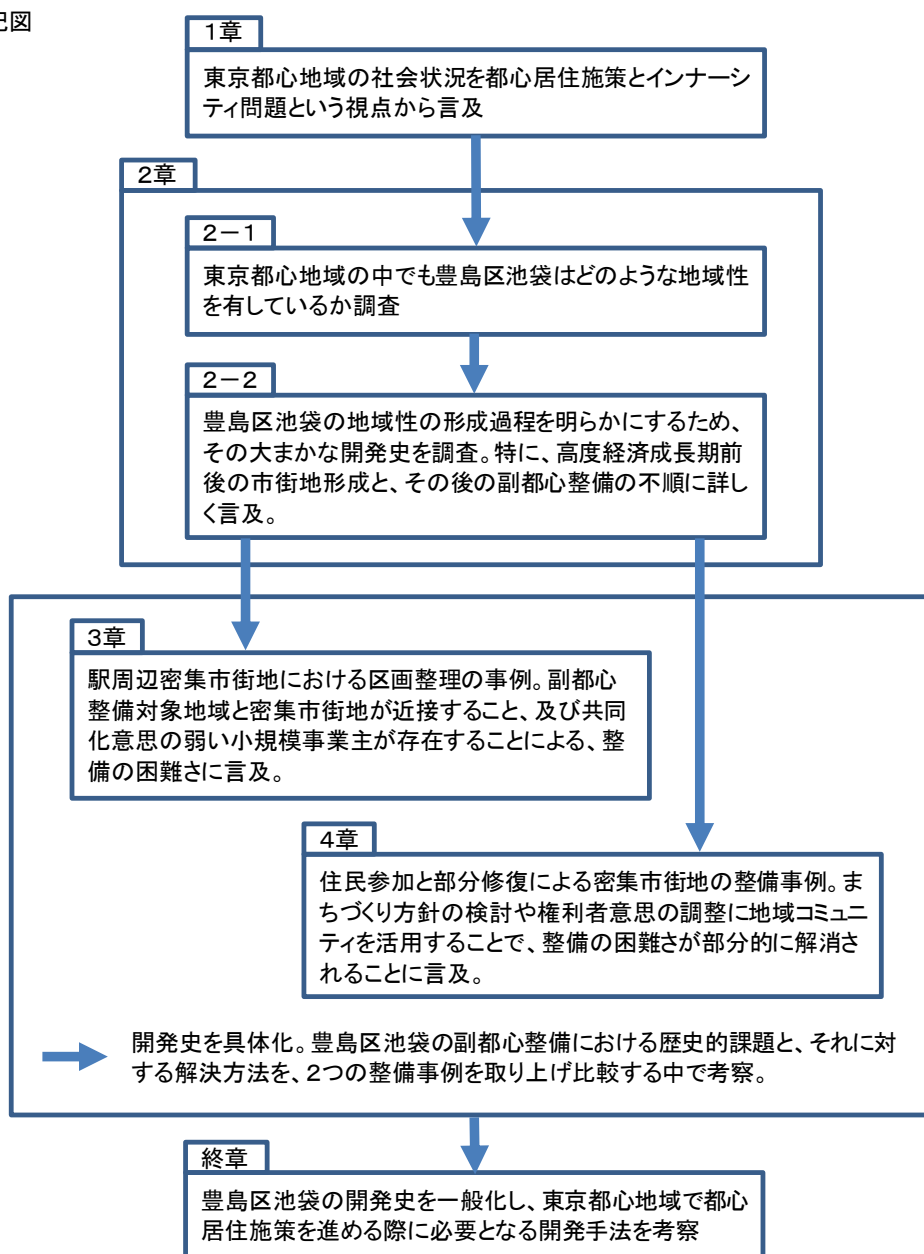 記図
1章
東京都心地域の社会状況を都心居住施策とインナーシ
ティ問題という視点から言及
2章
2－1
東京都心地域の中でも豊島区池袋はどのような地域性
を有しているか調査
2－2
豊島区池袋の地域性の形成過程を明らかにするため、
その大まかな開発史を調査。特に、高度経済成長期前
後の市街地形成と、その後の副都心整備の不順に詳し
く言及。
3章
駅周辺密集市街地における区画整理の事例。副都心
整備対象地域と密集市街地が近接すること、及び共同
化意思の弱い小規模事業主が存在することによる、整
備の困難さに言及。
4章
住民参加と部分修復による密集市街地の整備事例。ま
ちづくり方針の検討や権利者意思の調整に地域コミュニ
ティを活用することで、整備の困難さが部分的に解消さ
れることに言及。
開発史を具体化。豊島区池袋の副都心整備における歴史的課題と、それに対
する解決方法を、2つの整備事例を取り上げ比較する中で考察。
終章
豊島区池袋の開発史を一般化し、東京都心地域で都心
居住施策を進める際に必要となる開発手法を考察